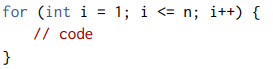 for (int i = 1; i <= n; i++) {
    // code
}